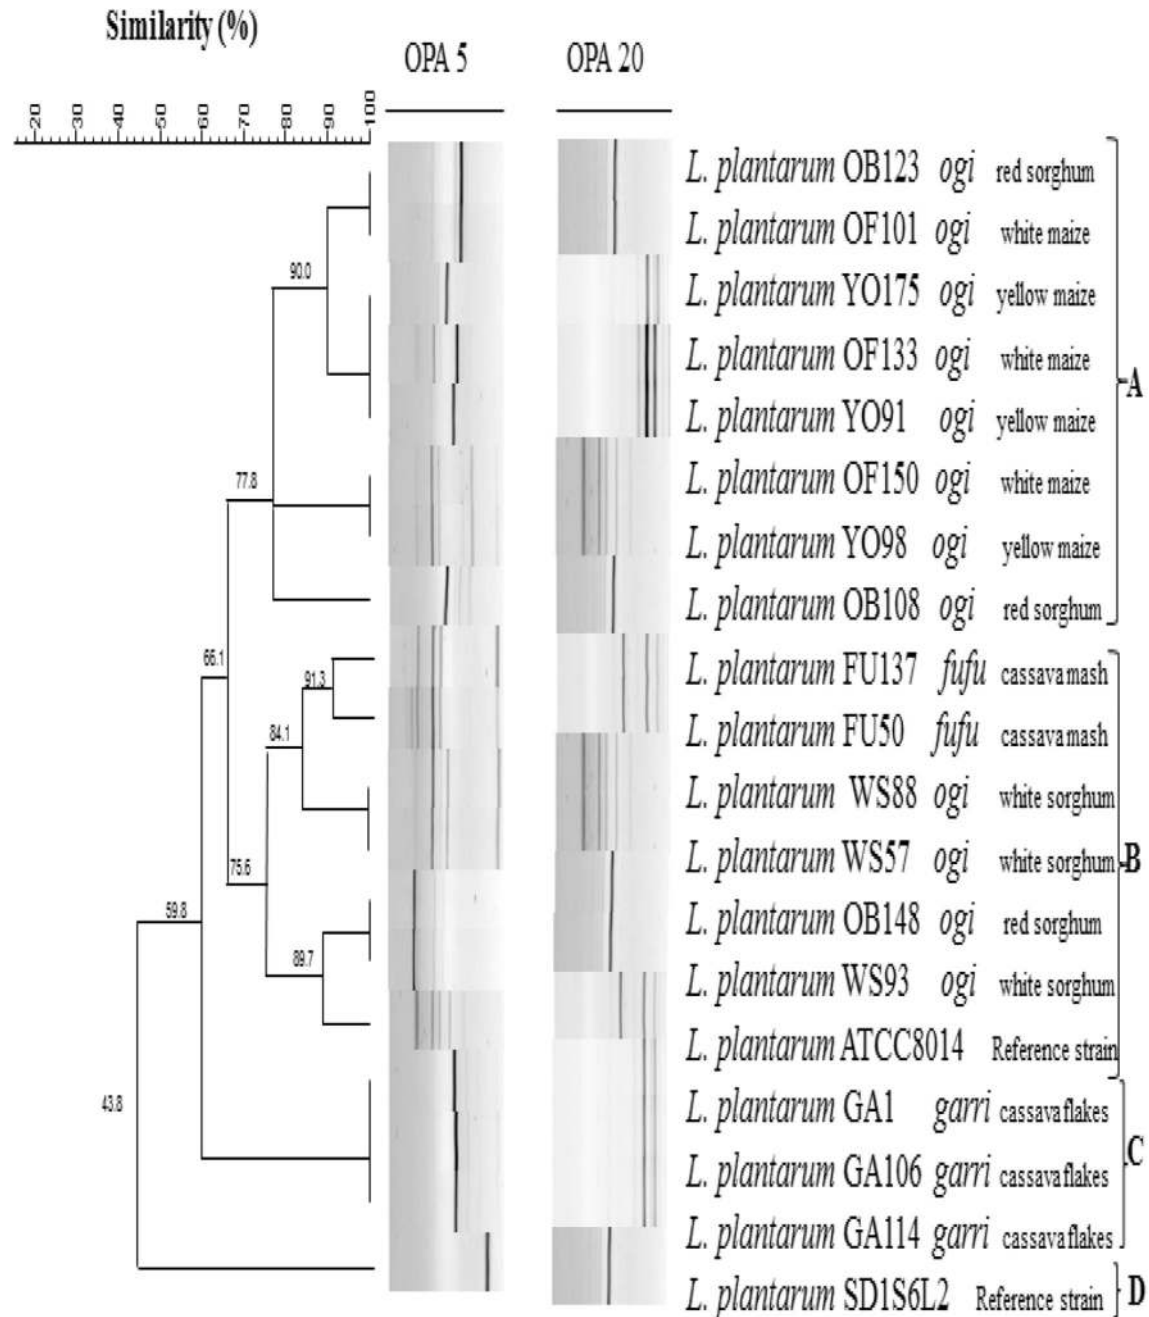 Similarity (%)
OPA 5 OPA 20
20 30 40 50 60 70 80 90 100
L. plantarum OB123 ogi red sorghum
L. plantarum OF101 ogi white maize
90.0
L. plantarum YO175 ogi yellow maize
L. plantarum OF133 ogi white maize
A
L. plantarum YO91 ogi yellow maize
77.8
L. plantarum OF150 ogi white maize
L. plantarum YO98 ogi yellow maize
L. plantarum OB108 ogi red sorghum
66.1
91.3
L. plantarum FU137 fufu cassava mash
84.1
L. plantarum FU50 fufu cassava mash
L. plantarum WS88 ogi white sorghum
75.6
L. plantarum WS57 ogi white sorghum
B
59.8
L. plantarum OB148 ogi red sorghum
89.7
L. plantarum WS93 ogi white sorghum
L. plantarum ATCC8014 Reference strain
43.8
L. plantarum GA1 garri cassava flakes
C
L. plantarum GA106 garri cassava flakes
L. plantarum GA114 garri cassava flakes
L. plantarum SD1S6L2 Reference strain D